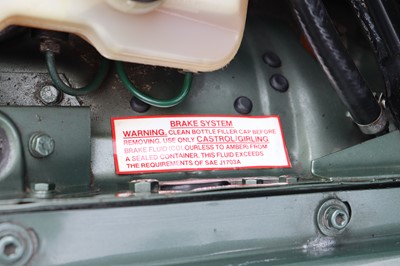 BRAKE SYSTEM
WARNING, CLEAN BOTTLE FILLER CAP BEFORE
REMOVING, USE ONLY CASTROL/GIRLING
BRAKE FLUID (COLOURLESS TO AMBER) FROM
A SEALED CONTAINER, THIS FLUID EXCEEDS
THE REQUIREMENTS OF SAE J1703A